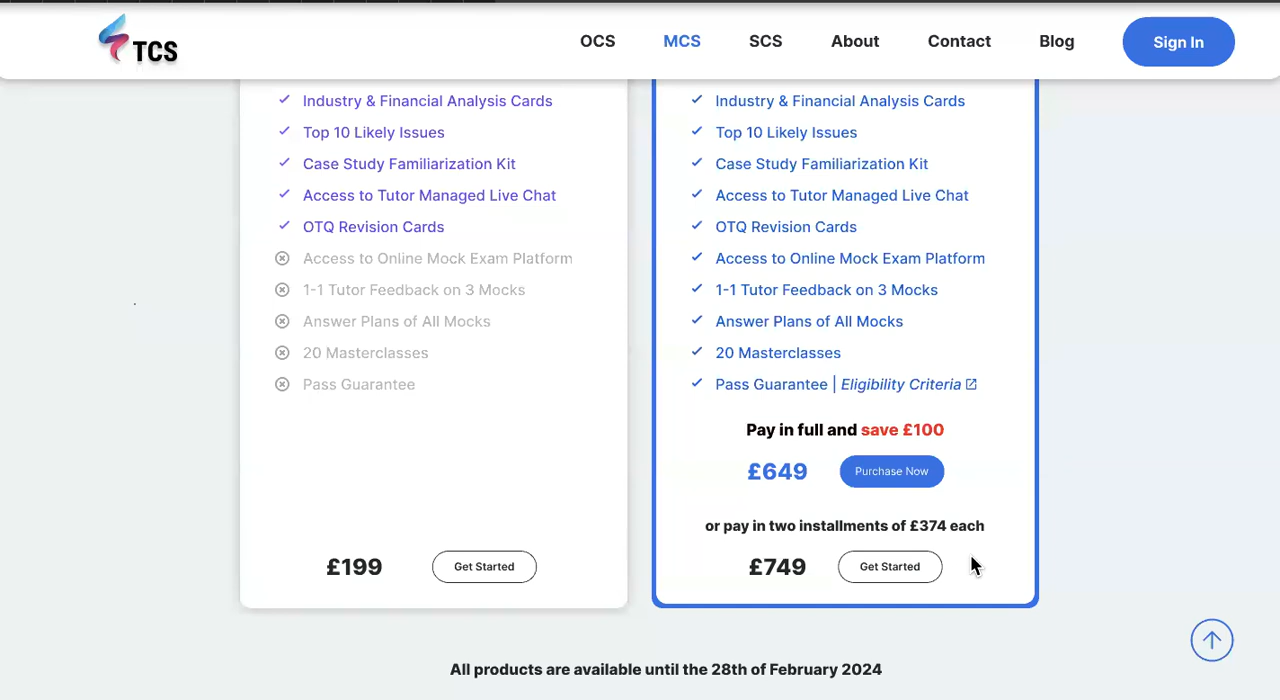 TCS
OCS
MCS
SCS
About
Contact
Blog
Sign In
Industry & Financial Analysis Cards
Top 10 Likely Issues
Case Study Familiarization Kit
Access to Tutor Managed Live Chat
OTQ Revision Cards
Access to Online Mock Exam Platform
1-1 Tutor Feedback on 3 Mocks
Answer Plans of All Mocks
20 Masterclasses
Pass Guarantee
£199
Get Started
Industry & Financial Analysis Cards
Top 10 Likely Issues
Case Study Familiarization Kit
Access to Tutor Managed Live Chat
OTQ Revision Cards
Access to Online Mock Exam Platform
1-1 Tutor Feedback on 3 Mocks
Answer Plans of All Mocks
20 Masterclasses
Pass Guarantee | Eligibility Criteria
Pay in full and save £100
£649
Purchase Now
or pay in two installments of £374 each
£749
Get Started
All products are available until the 28th of February 2024